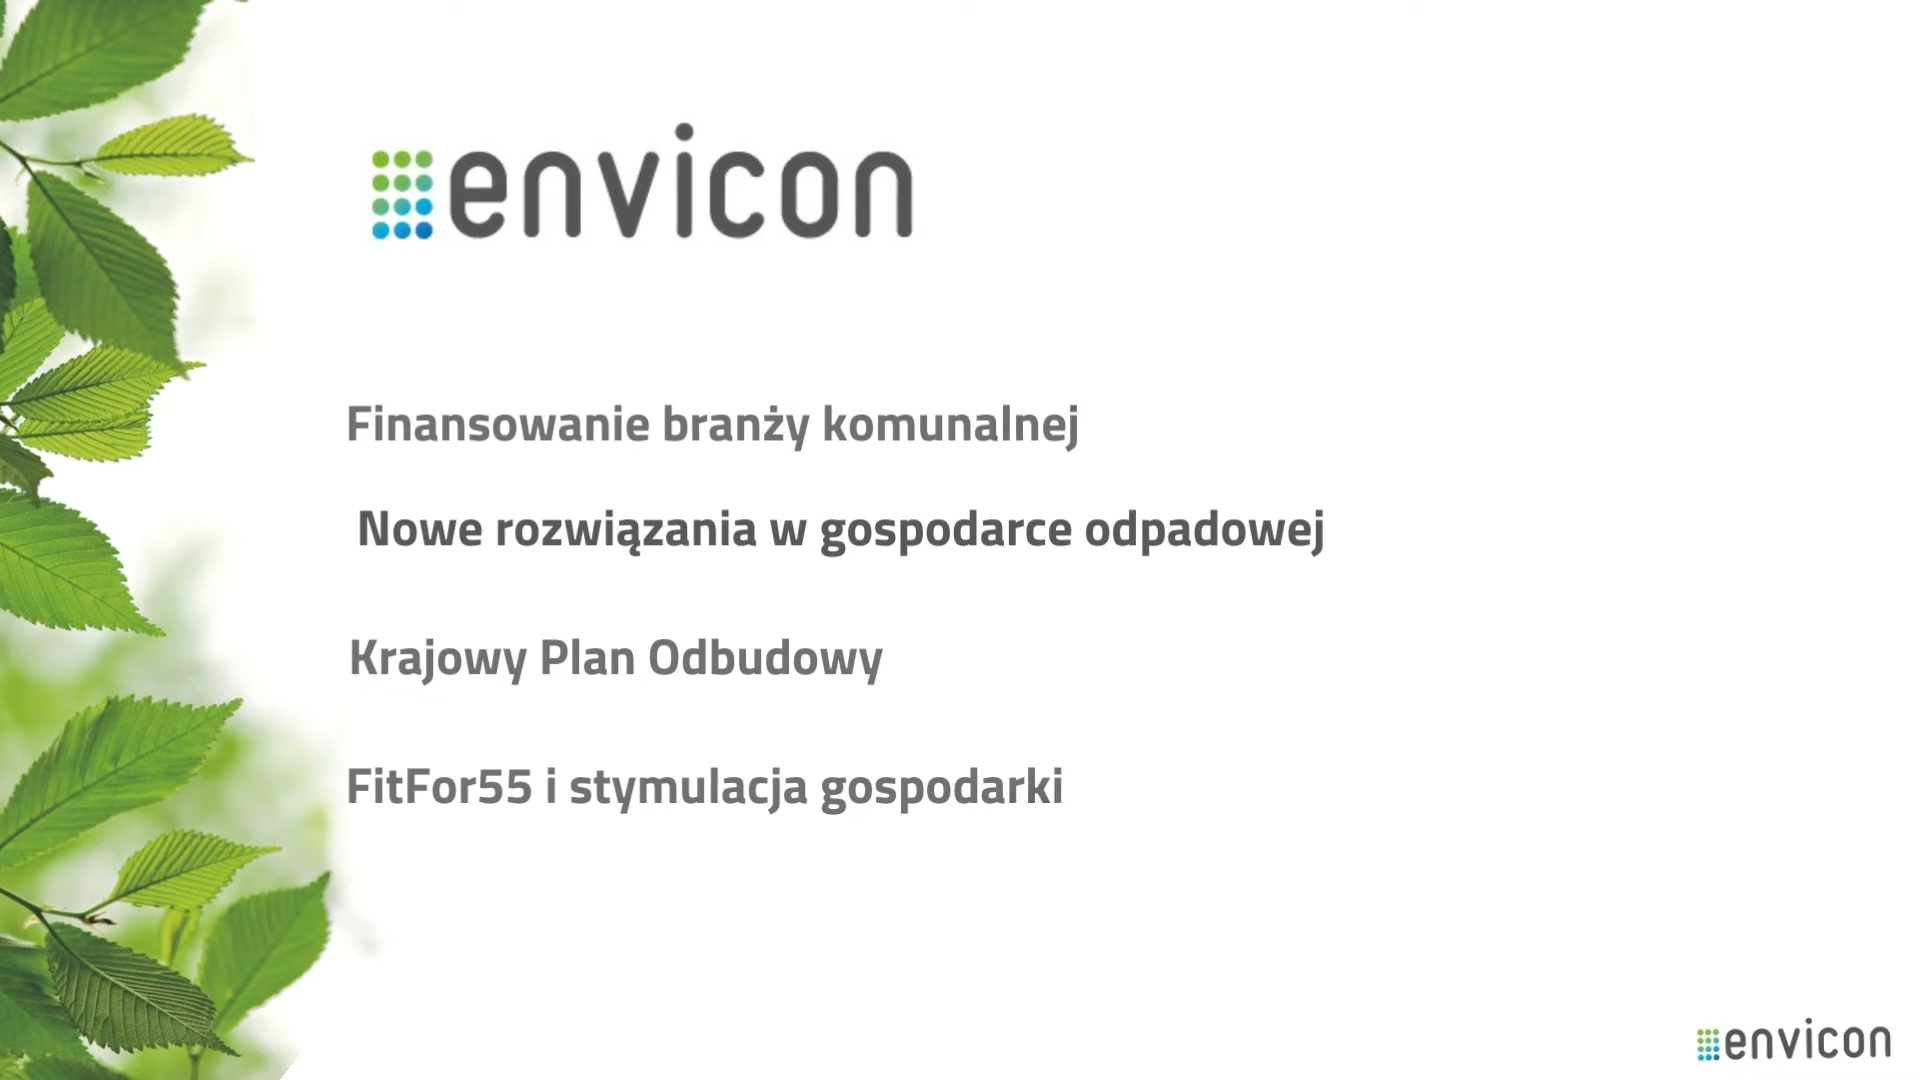 envicon
Finansowanie branży komunalnej
Nowe rozwiązania w gospodarce odpadowej
Krajowy Plan Odbudowy
FitFor55 i stymulacja gospodarki
envicon